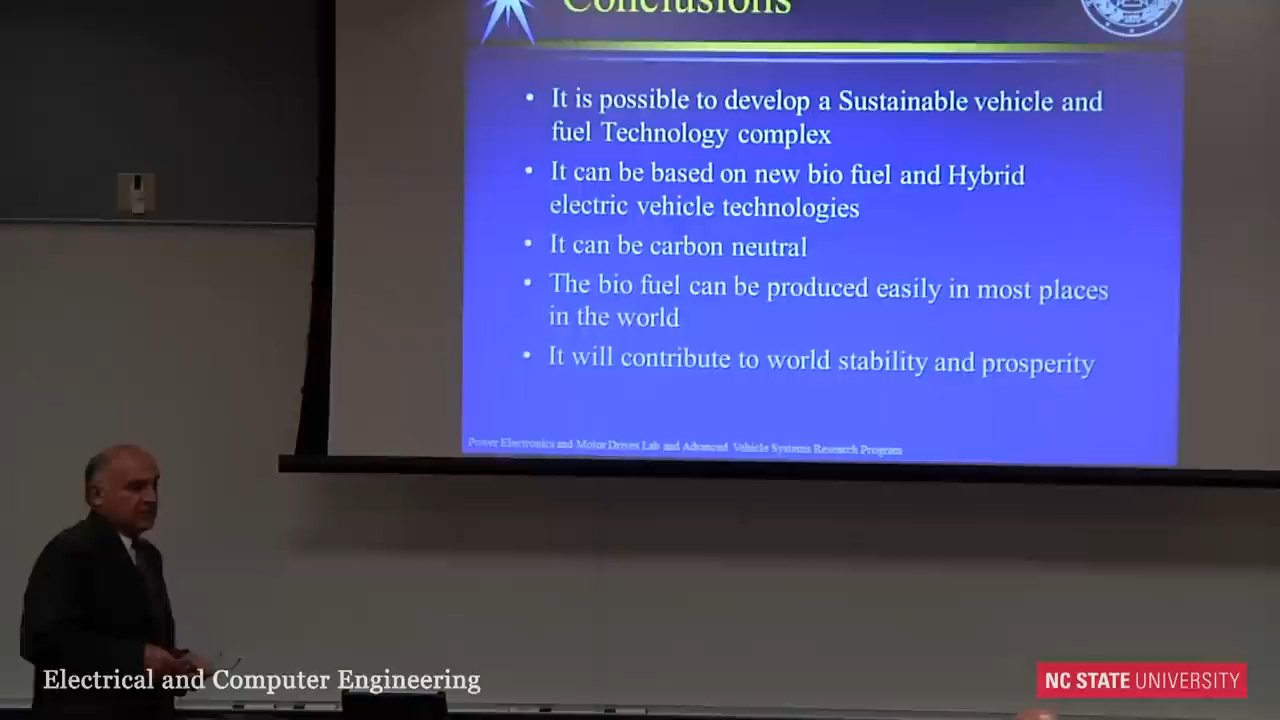 Conclusions
• It is possible to develop a Sustainable vehicle and
fuel Technology complex
• It can be based on new bio fuel and Hybrid
electric vehicle technologies
• It can be carbon neutral
• The bio fuel can be produced easily in most places
in the world
• It will contribute to world stability and prosperity
Power Electronics and Motor Drives Lab and Advanced Vehicle Systems Research Program
Electrical and Computer Engineering
NC STATE UNIVERSITY